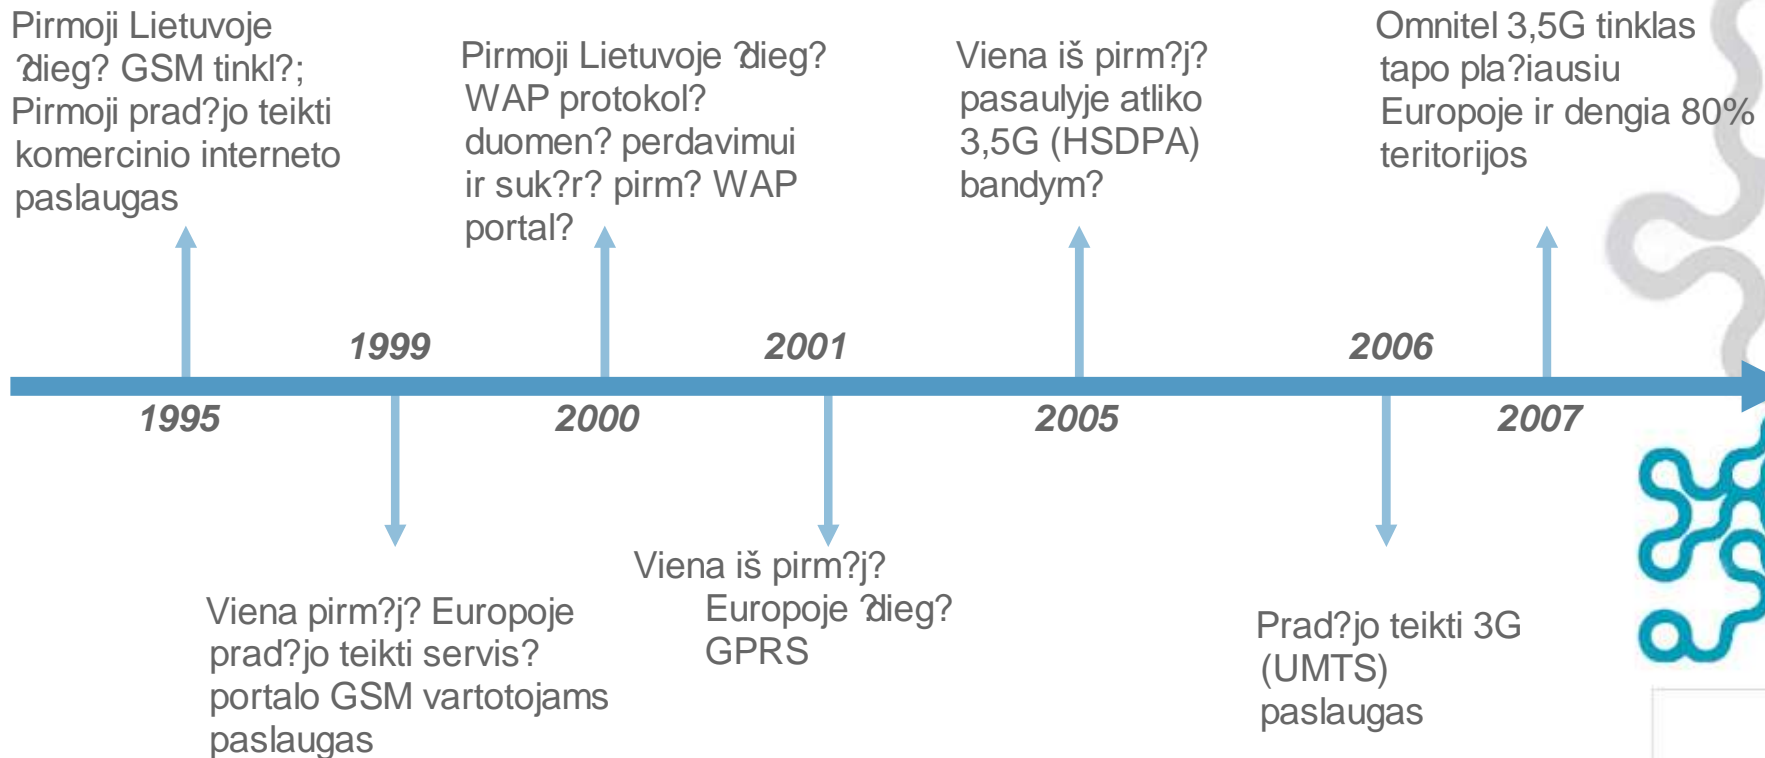 Pirmoji Lietuvoje
?dieg? GSM tinkl?;
Pirmoji prad?jo teikti
komercinio interneto
paslaugas
Pirmoji Lietuvoje ?dieg?
WAP protokol?
duomen? perdavimui
ir suk?r? pirm? WAP
portal?
Viena iš pirm?j?
pasaulyje atliko
3,5G (HSDPA)
bandym?
Omnitel 3,5G tinklas
tapo pla?iausiu
Europoje ir dengia 80%
teritorijos
1999
2001
2006
1995
2000
2005
2007
Viena pirm?j? Europoje
prad?jo teikti servis?
portalo GSM vartotojams
paslaugas
Viena iš pirm?j?
Europoje ?dieg?
GPRS
Prad?jo teikti 3G
(UMTS)
paslaugas